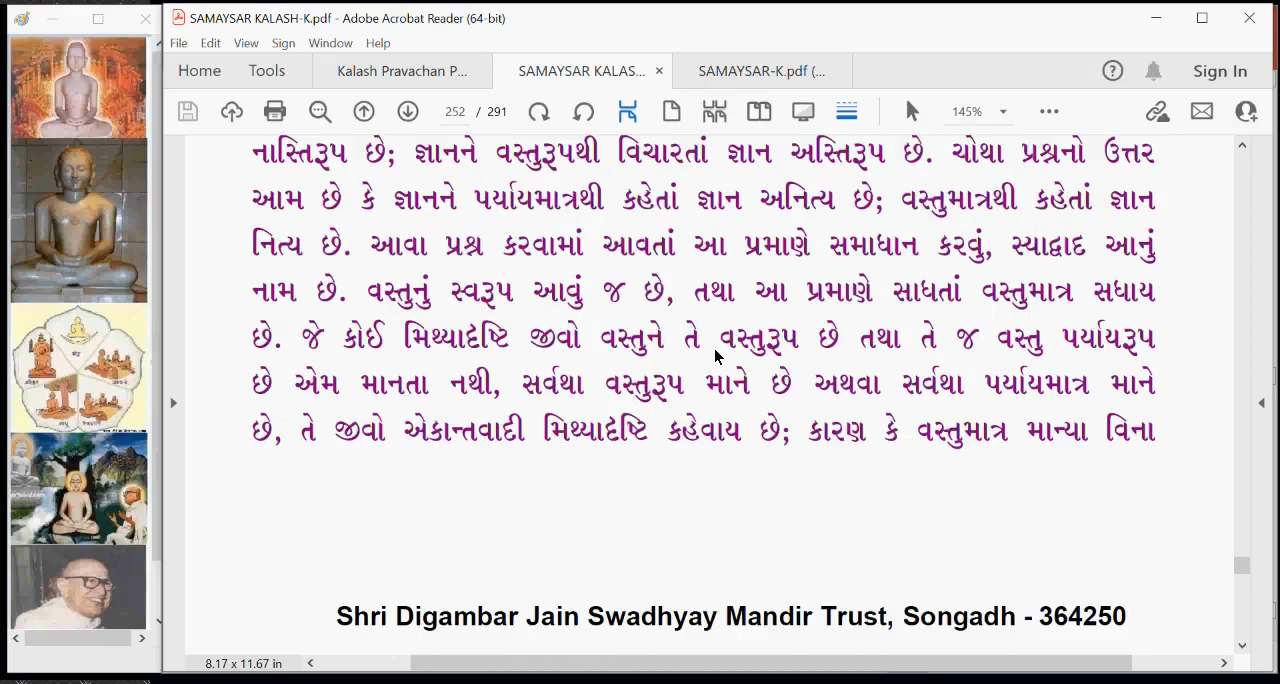 SAMAYSAR KALASH-K.pdf - Adobe Acrobat Reader (64-bit)
File Edit View Sign Window Help
Home Tools Kalash Pravachan P... SAMAYSAR KALAS... × SAMAYSAR-K.pdf (... Sign In
252 / 291 145%
નાસ્તિરૂપ છે; જ્ઞાનને વસ્તુરૂપથી વિચારતાં જ્ઞાન અસ્તિરૂપ છે. ચોથા પ્રશ્નનો ઉત્તર
આમ છે કે જ્ઞાનને પર્યાયમાત્રથી કહેતાં જ્ઞાન અનિત્ય છે; વસ્તુમાત્રથી કહેતાં જ્ઞાન
નિત્ય છે. આવા પ્રશ્ન કરવામાં આવતાં આ પ્રમાણે સમાધાન કરવું, સ્યાદ્વાદ આનું
નામ છે. વસ્તુનું સ્વરૂપ આવું જ છે, તથા આ પ્રમાણે સાધતાં વસ્તુમાત્ર સધાય
છે. જે કોઈ મિથ્યાદૃષ્ટિ જીવો વસ્તુને તે વસ્તુરૂપ છે તથા તે જ વસ્તુ પર્યાયરૂપ
છે એમ માનતા નથી, સર્વથા વસ્તુરૂપ માને છે અથવા સર્વથા પર્યાયમાત્ર માને
છે, તે જીવો એકાન્તવાદી મિથ્યાદૃષ્ટિ કહેવાય છે; કારણ કે વસ્તુમાત્ર માન્યા વિના
Shri Digambar Jain Swadhyay Mandir Trust, Songadh - 364250
8.17 x 11.67 in